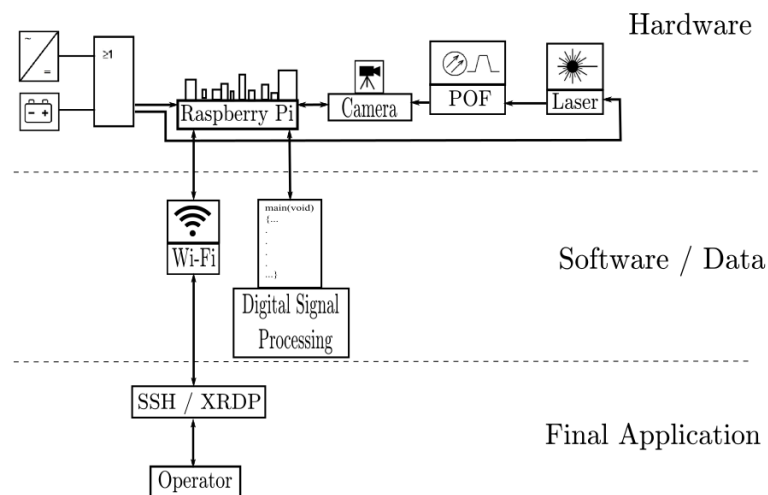 Hardware
~
=
≥1
- +
Raspberry Pi
Camera
POF
Laser
Wi-Fi
main(void)
{...
.
.
.
.
...}
Digital Signal
Processing
Software / Data
SSH / XRDP
Operator
Final Application